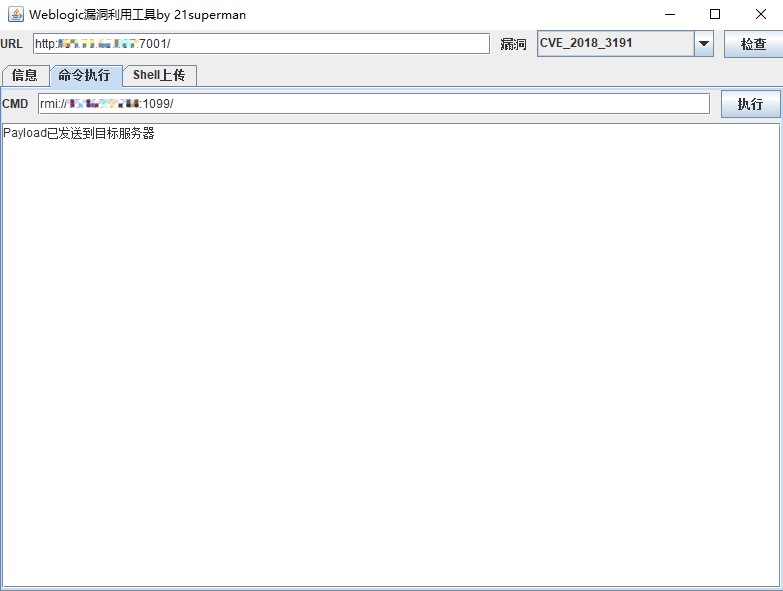 Weblogic漏洞利用工具by 21superman
URL http: :7001/ 漏洞 CVE_2018_3191 检查
信息 命令执行 Shell上传
CMD rmi:// :1099/ 执行
Payload已发送到目标服务器